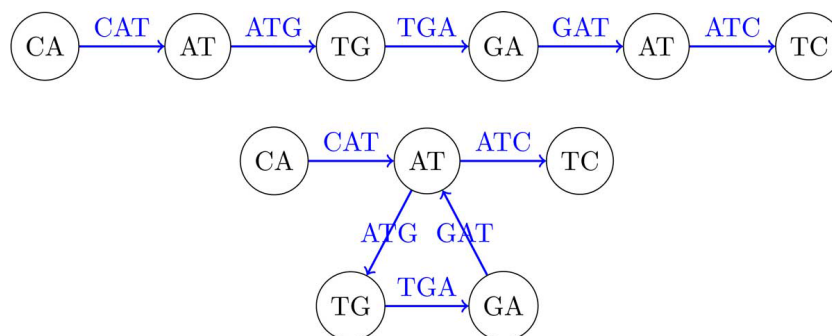 CAT ATG TGA GAT ATC
CA AT TG GA AT TC
CAT ATC
CA AT TC
ATG GAT
TGA
TG GA